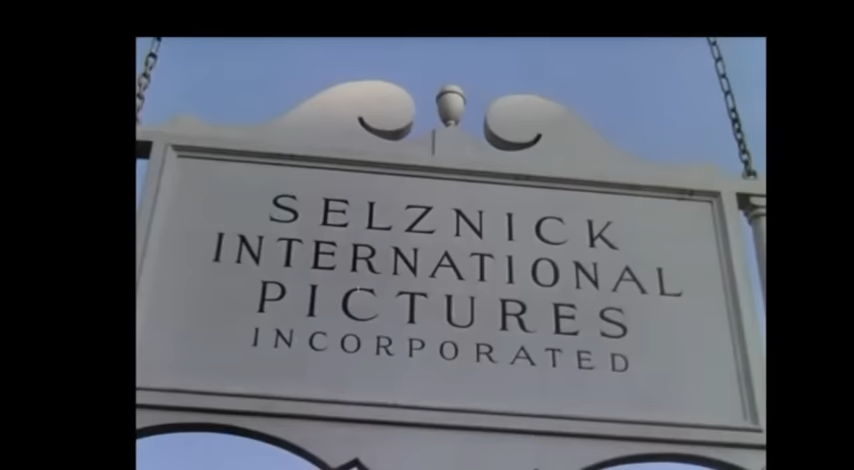 SELZNICK
INTERNATIONAL
PICTURES
INCORPORATED